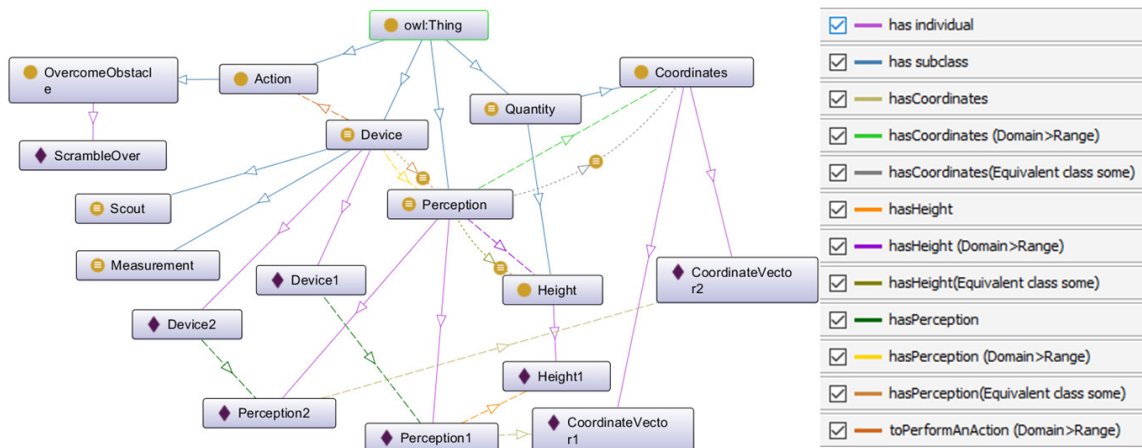 owl:Thing
OvercomeObstacl
e
Action
Coordinates
Quantity
Device
ScrambleOver
Scout
Perception
Measurement
Device1
Height
CoordinateVecto
r2
Device2
Height1
Perception2
CoordinateVecto
r1
Perception1
has individual
has subclass
hasCoordinates
hasCoordinates (Domain>Range)
hasCoordinates(Equivalent class some)
hasHeight
hasHeight (Domain>Range)
hasHeight(Equivalent class some)
hasPerception
hasPerception (Domain>Range)
hasPerception(Equivalent class some)
toPerformAnAction (Domain>Range)